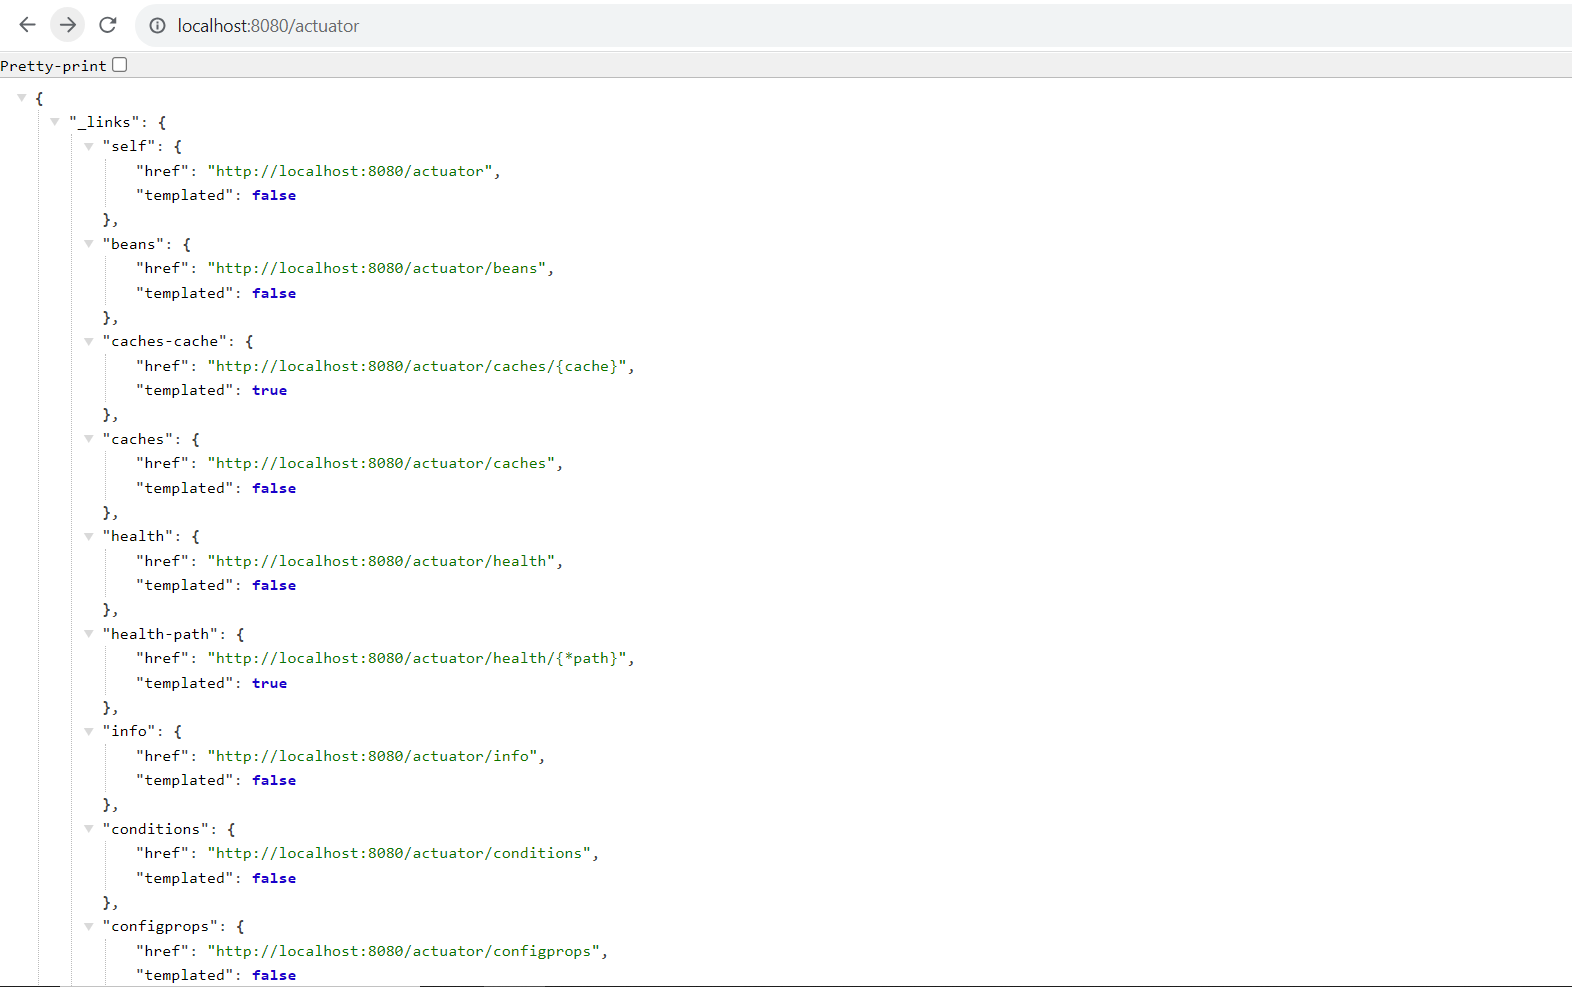 localhost:8080/actuator
Pretty-print
{
"_links": {
"self": {
"href": "http://localhost:8080/actuator",
"templated": false
},
"beans": {
"href": "http://localhost:8080/actuator/beans",
"templated": false
},
"caches-cache": {
"href": "http://localhost:8080/actuator/caches/{cache}",
"templated": true
},
"caches": {
"href": "http://localhost:8080/actuator/caches",
"templated": false
},
"health": {
"href": "http://localhost:8080/actuator/health",
"templated": false
},
"health-path": {
"href": "http://localhost:8080/actuator/health/{*path}",
"templated": true
},
"info": {
"href": "http://localhost:8080/actuator/info",
"templated": false
},
"conditions": {
"href": "http://localhost:8080/actuator/conditions",
"templated": false
},
"configprops": {
"href": "http://localhost:8080/actuator/configprops",
"templated": false